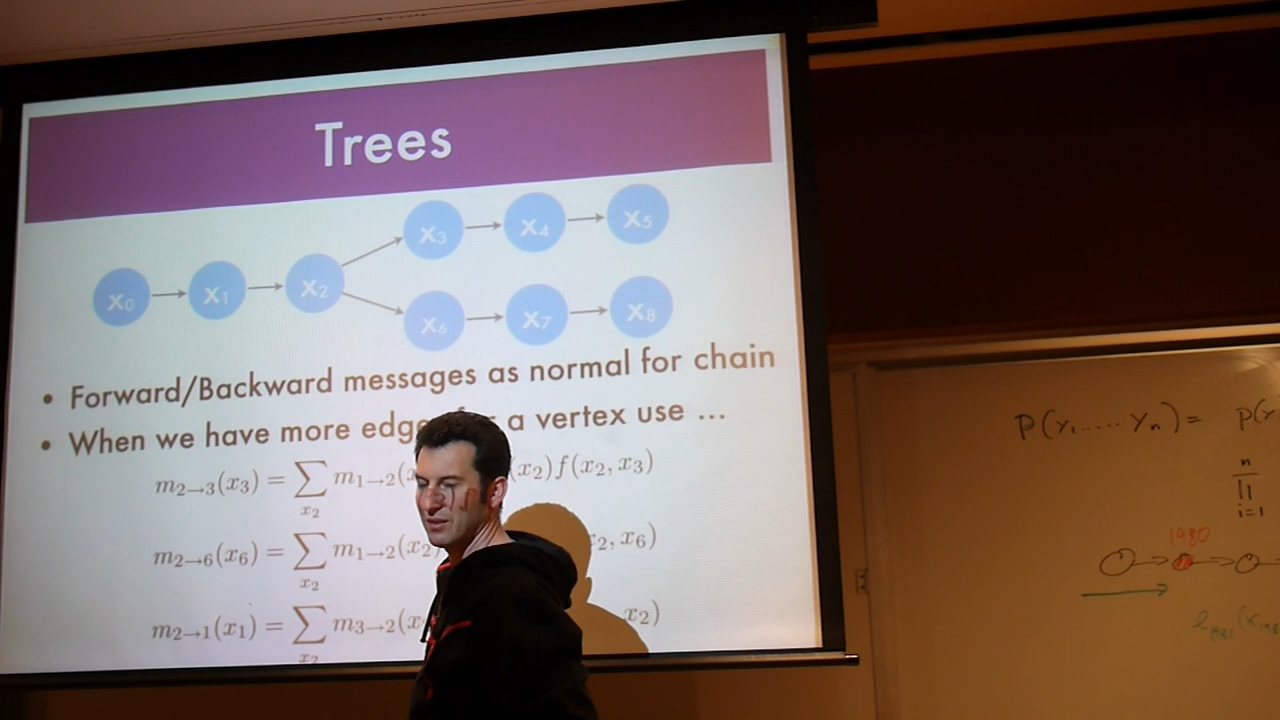 Trees
x₀ x₁ x₂ x₃ x₄ x₅
x₆ x₇ x₈
• Forward/Backward messages as normal for chain
• When we have more a vertex use ...
m₂→₃(x₃) = ∑ m₁→₂( (x₂)f(x₂, x₃)
x₂
m₂→₆(x₆) = ∑ m₁→₂(x₂ , x₆)
x₂
m₂→₁(x₁) = ∑ m₃→₂( x₂)
x₂
P(y₁..... yₙ) = P(
n
∏
i=1
1980